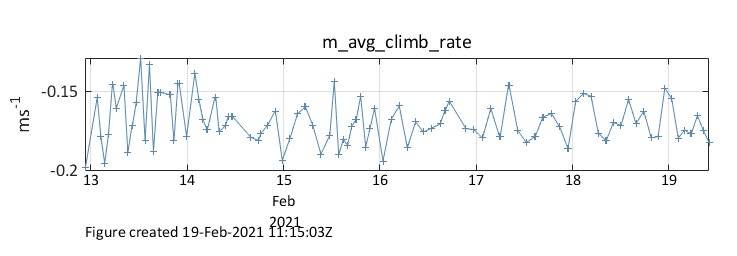 m_avg_climb_rate
ms-1
-0.15
-0.2
13 14 15 16 17 18 19
Feb
2021
Figure created 19-Feb-2021 11:15:03Z